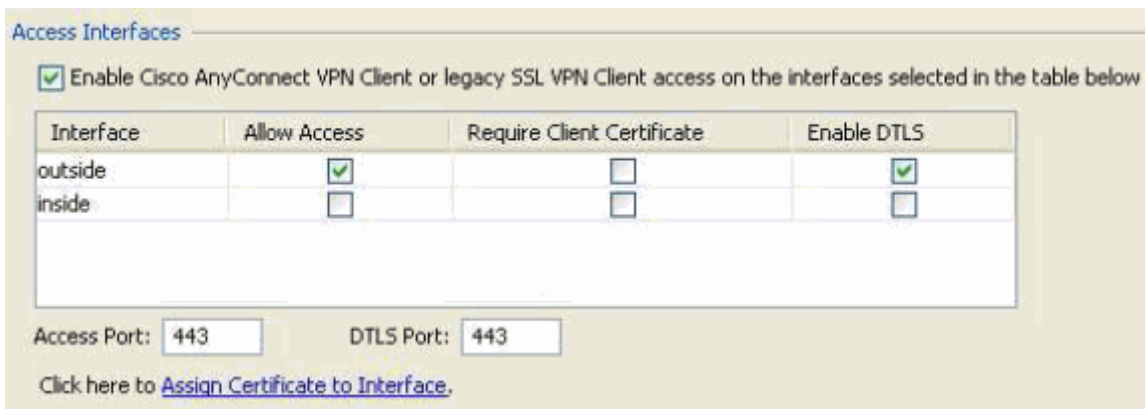 Access Interfaces
Enable Cisco AnyConnect VPN Client or legacy SSL VPN Client access on the interfaces selected in the table below
Interface Allow Access Require Client Certificate Enable DTLS
outside
inside
Access Port: 443 DTLS Port: 443
Click here to Assign Certificate to Interface.